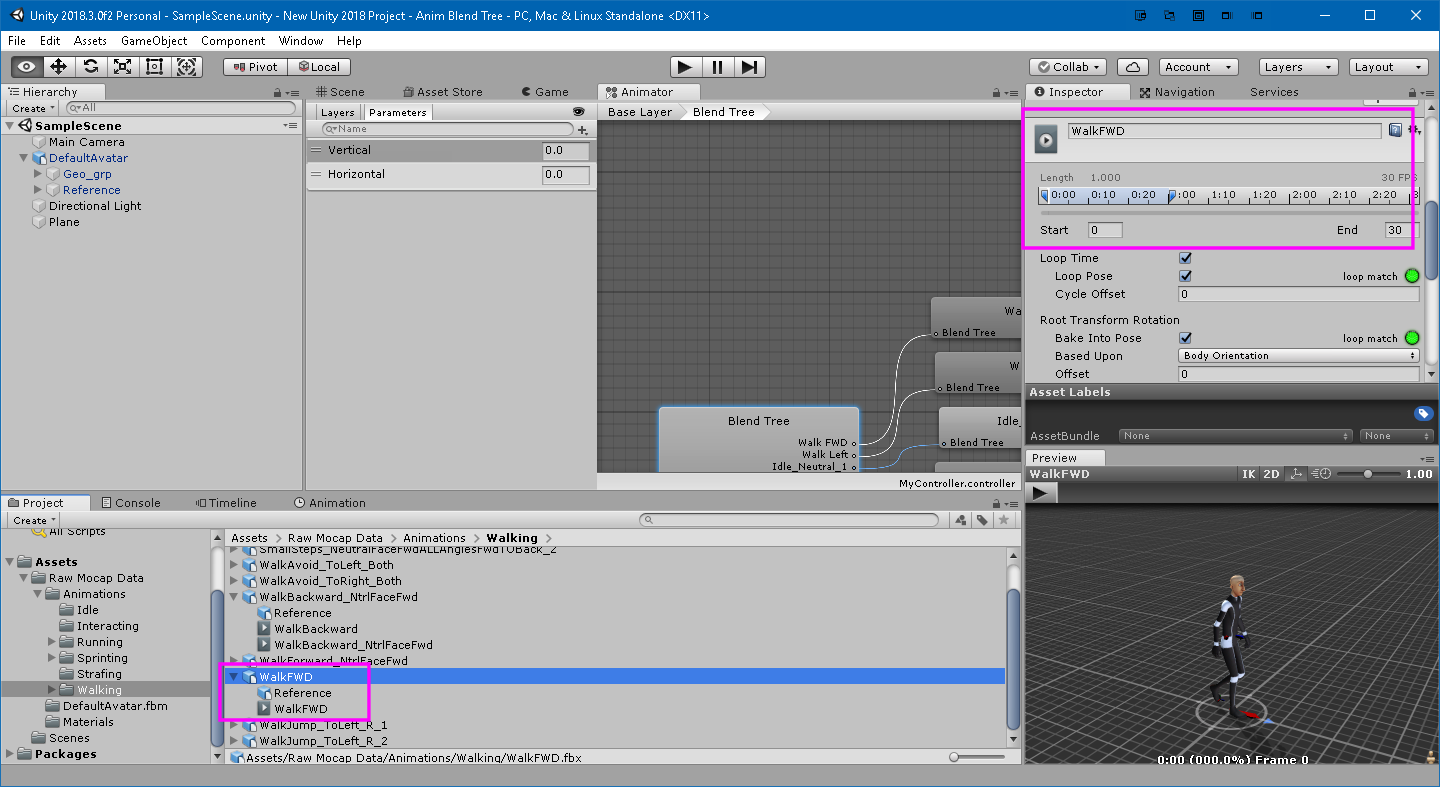 Unity 2018.3.0f2 Personal - SampleScene.unity - New Unity 2018 Project - Anim Blend Tree - PC, Mac & Linux Standalone <DX11>
File Edit Assets GameObject Component Window Help
Pivot Local Collab Account Layers Layout
Hierarchy
Create All
SampleScene
Main Camera
DefaultAvatar
Geo_grp
Reference
Directional Light
Plane
Scene Asset Store Game Animator
Layers Parameters
Name
Vertical 0.0
Horizontal 0.0
Base Layer Blend Tree
Wa
Blend Tree
W
Blend Tree
Idle_
Blend Tree
Blend Tree
Walk FWD
Walk Left
Idle_Neutral_1
MyController.controller
Inspector Navigation Services
WalkFWD
Length 1.000 30 FPS
0:00 0:10 0:20 :00 1:10 1:20 2:00 2:10 2:20 3
Start 0 End 30
Loop Time
Loop Pose loop match
Cycle Offset 0
Root Transform Rotation
Bake Into Pose loop match
Based Upon Body Orientation
Offset 0
Asset Labels
AssetBundle None None
Preview
WalkFWD IK 2D 1.00
0:00 (000.0%) Frame 0
Project Console Timeline Animation
Create
All Scripts
Assets
Raw Mocap Data
Animations
Idle
Interacting
Running
Sprinting
Strafing
Walking
DefaultAvatar.fbm
Materials
Scenes
Packages
Assets Raw Mocap Data Animations Walking
SmallSteps_NeutralFaceFwdALLAnglesFwdTOBack_2
WalkAvoid_ToLeft_Both
WalkAvoid_ToRight_Both
WalkBackward_NtrlFaceFwd
Reference
WalkBackward
WalkBackward_NtrlFaceFwd
WalkForward_NtrlFaceFwd
WalkFWD
Reference
WalkFWD
WalkJump_ToLeft_R_1
WalkJump_ToLeft_R_2
Assets/Raw Mocap Data/Animations/Walking/WalkFWD.fbx